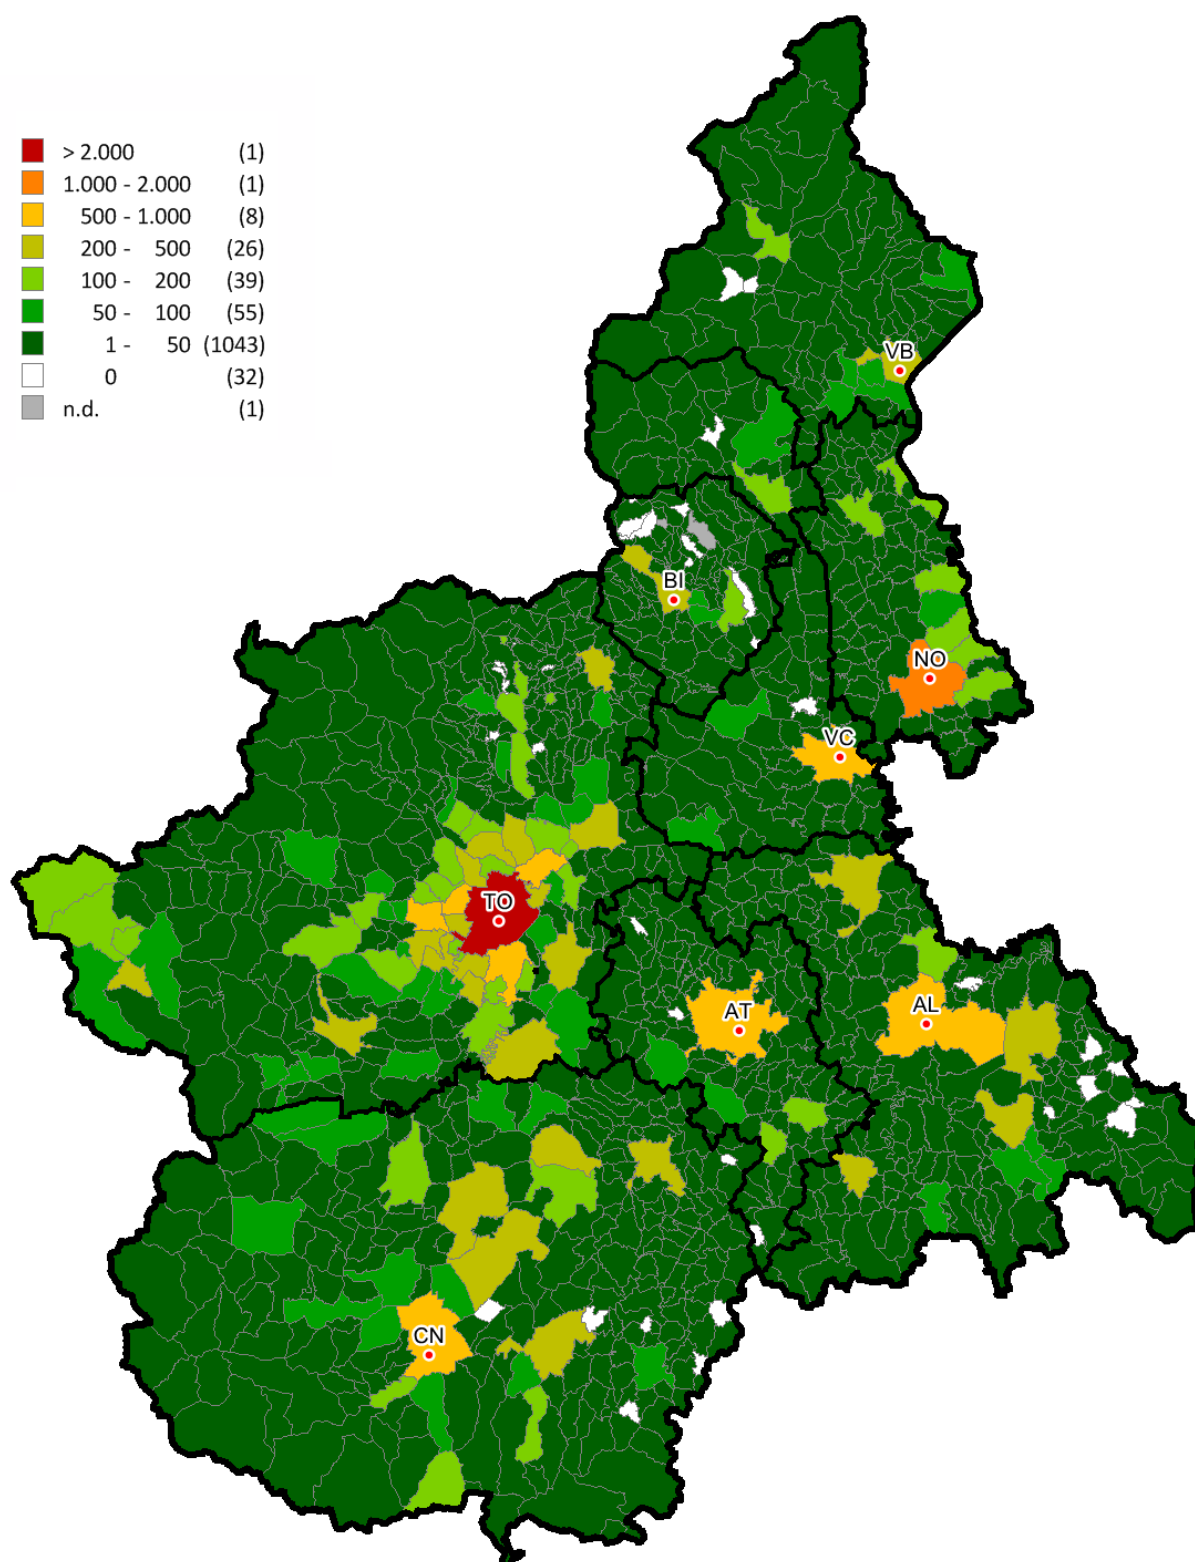 > 2.000 (1)
1.000 - 2.000 (1)
500 - 1.000 (8)
200 - 500 (26)
100 - 200 (39)
50 - 100 (55)
1 - 50 (1043)
0 (32)
n.d. (1)
VB
BI
NO
VC
TO
AT
AL
CN